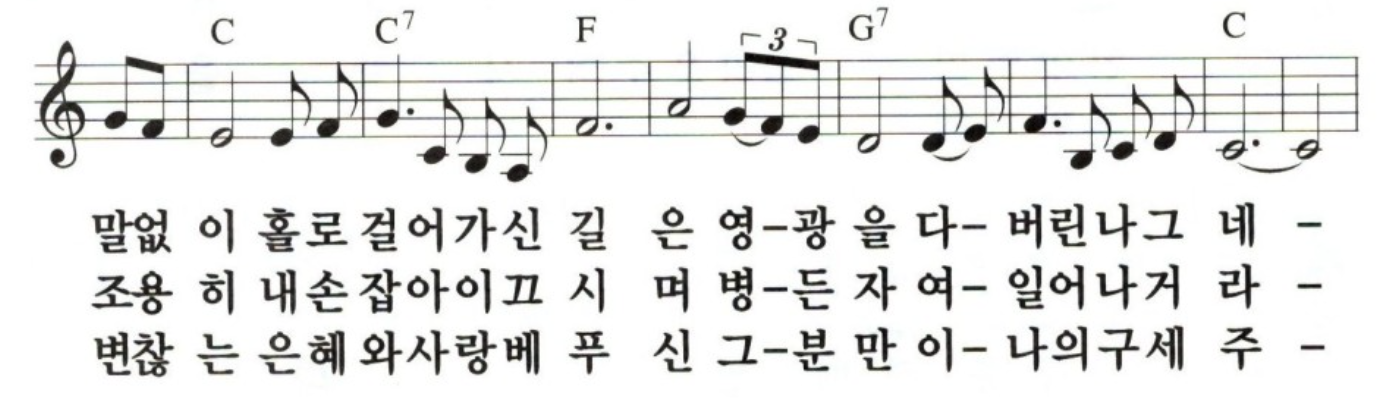 C C7 F 3 G7 C
말없 이 홀로 걸어가신 길 은 영-광 을 다- 버린나그 네 -
조용 히 내손 잡아이끄 시 며 병-든 자 여- 일어나거 라 -
변찮 는 은혜 와사랑베 푸 신 그-분 만 이- 나의구세 주 -